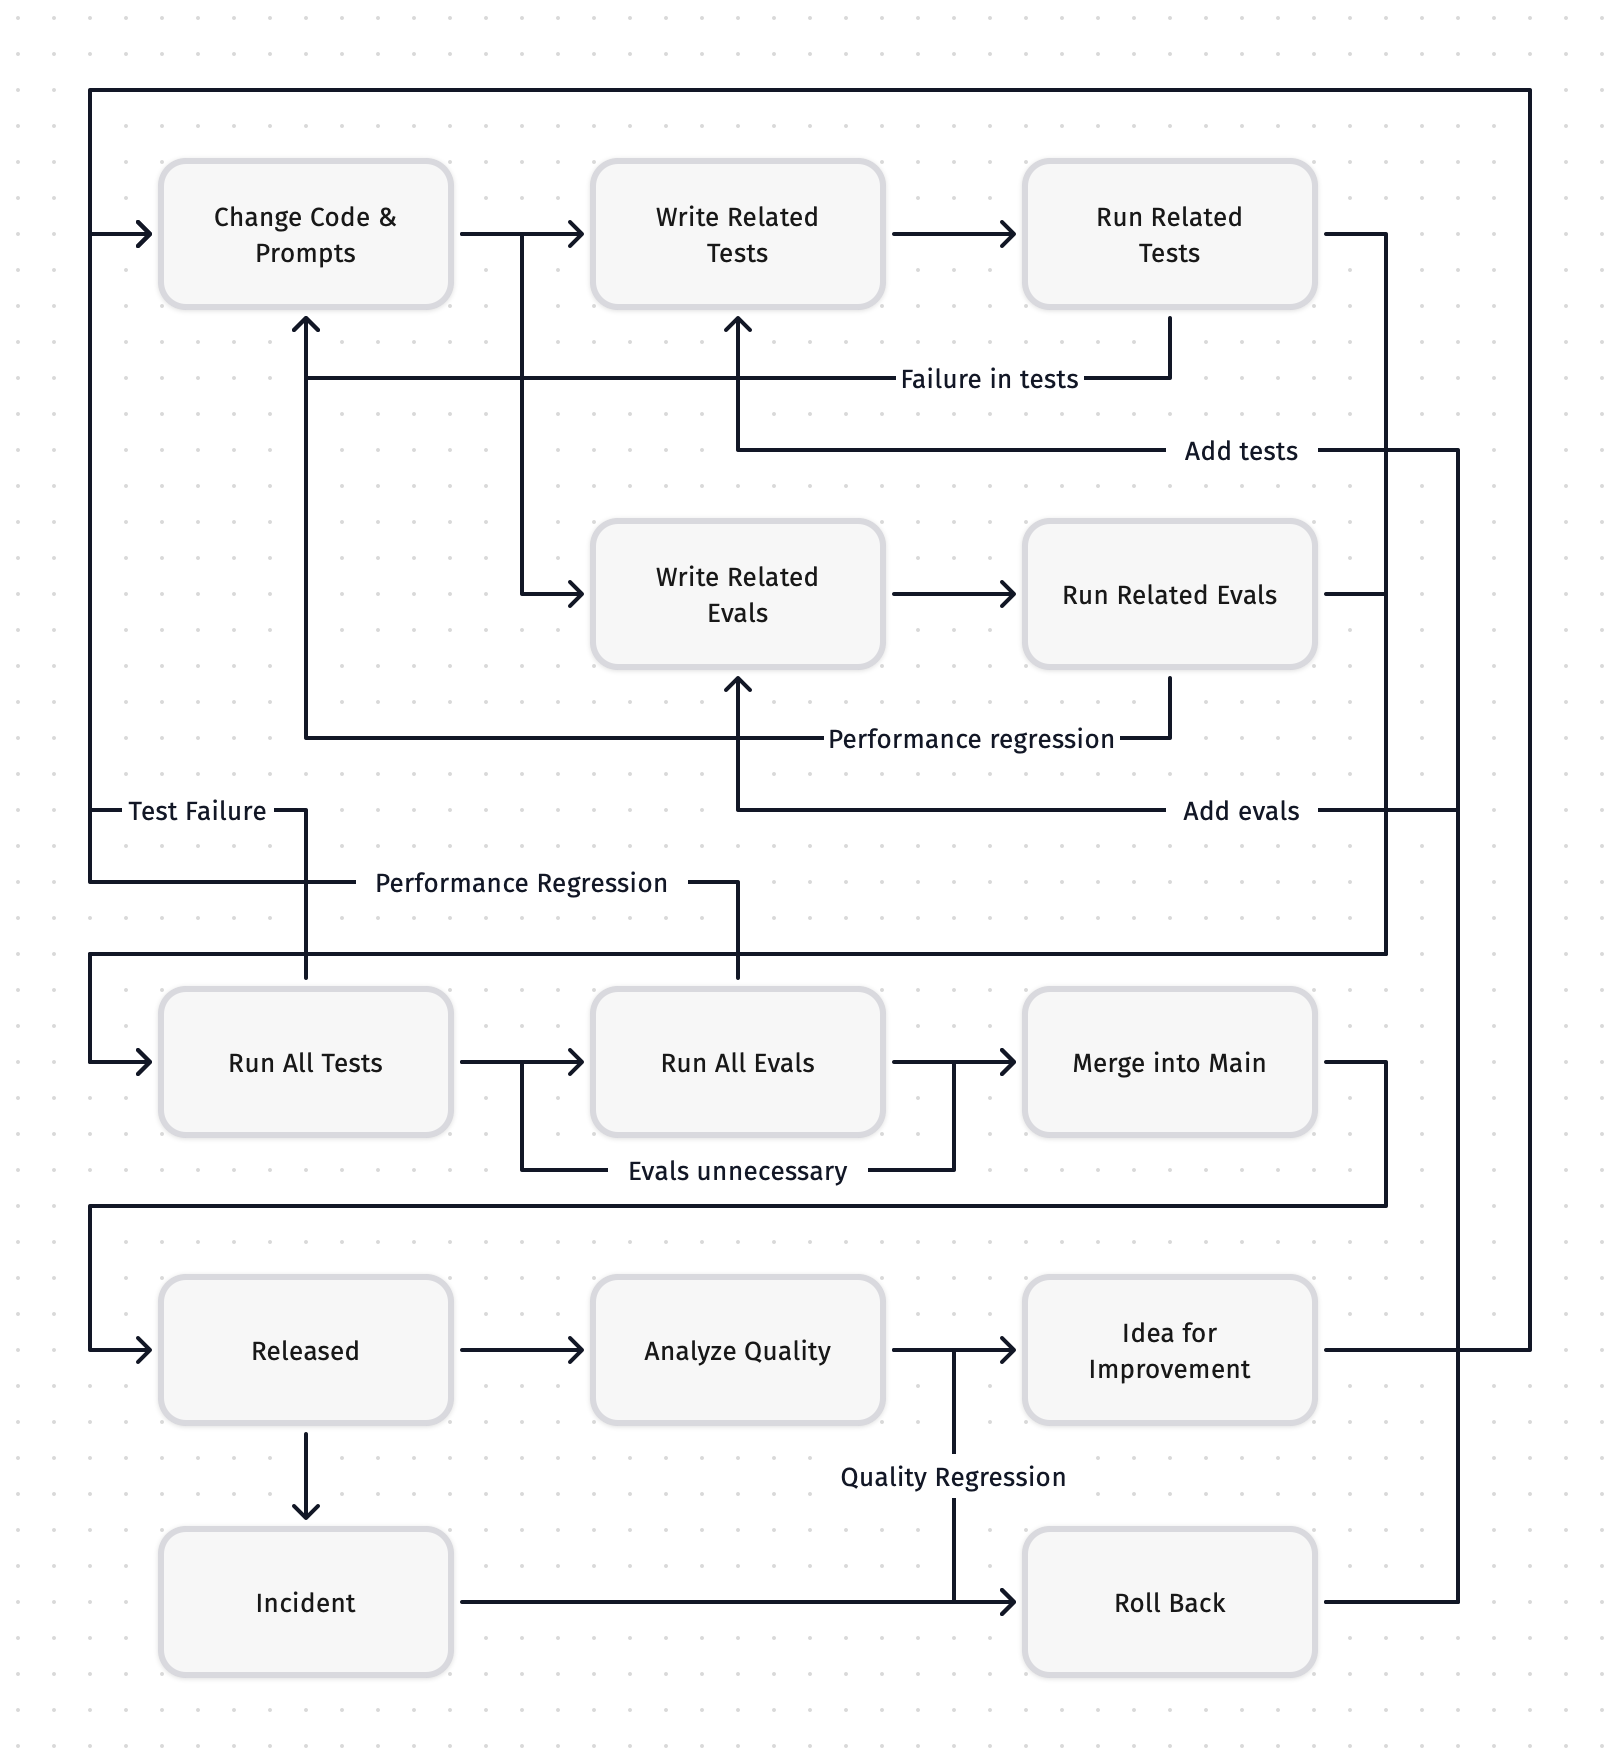 Change Code &
Prompts
Write Related
Tests
Run Related
Tests
Failure in tests
Add tests
Write Related
Evals
Run Related Evals
Performance regression
Test Failure
Add evals
Performance Regression
Run All Tests
Run All Evals
Merge into Main
Evals unnecessary
Released
Analyze Quality
Idea for
Improvement
Quality Regression
Incident
Roll Back